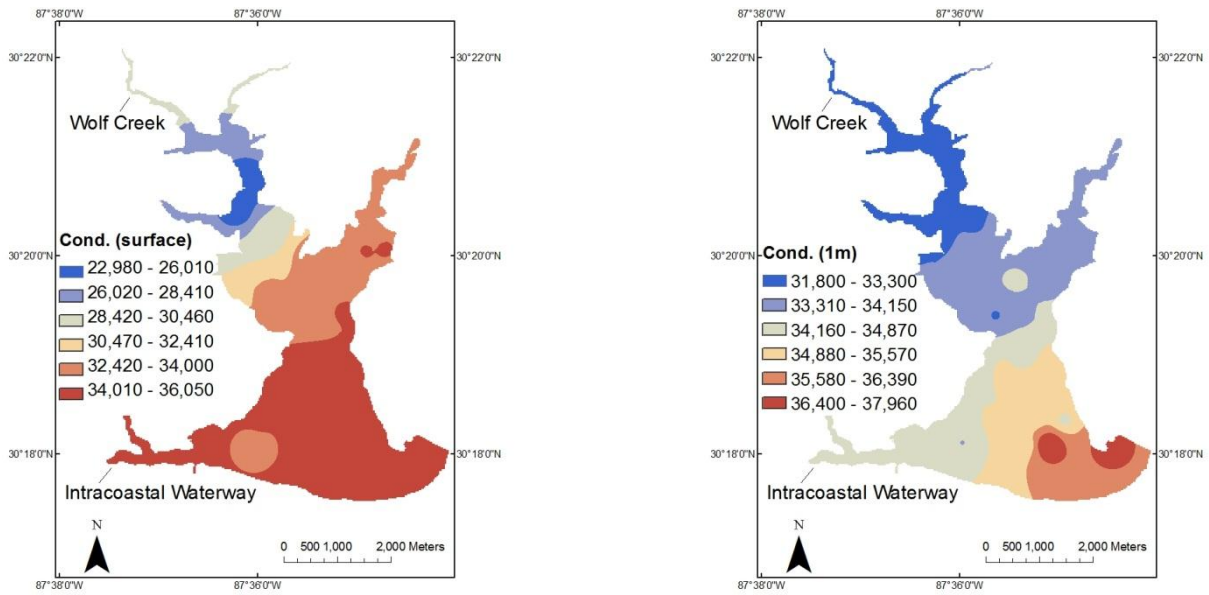 87°38'0"W
87°36'0"W
30°22'0"N
30°22'0"N
Wolf Creek
Cond. (surface)
30°20'0"N
30°20'0"N
22,980 - 26,010
26,020 - 28,410
28,420 - 30,460
30,470 - 32,410
32,420 - 34,000
34,010 - 36,050
30°18'0"N
30°18'0"N
Intracoastal Waterway
N
0 500 1,000 2,000 Meters
87°38'0"W
87°36'0"W
87°38'0"W
87°36'0"W
30°22'0"N
30°22'0"N
Wolf Creek
Cond. (1m)
30°20'0"N
30°20'0"N
31,800 - 33,300
33,310 - 34,150
34,160 - 34,870
34,880 - 35,570
35,580 - 36,390
36,400 - 37,960
30°18'0"N
30°18'0"N
Intracoastal Waterway
N
0 500 1,000 2,000 Meters
87°38'0"W
87°36'0"W